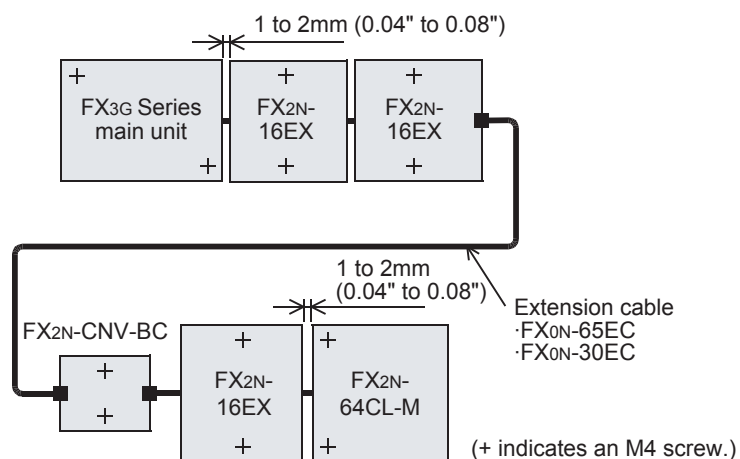 1 to 2mm (0.04" to 0.08")
FX3G Series
main unit
FX2N-
16EX
FX2N-
16EX
1 to 2mm
(0.04" to 0.08")
Extension cable
·FX0N-65EC
·FX0N-30EC
FX2N-CNV-BC
FX2N-
16EX
FX2N-
64CL-M
(+ indicates an M4 screw.)